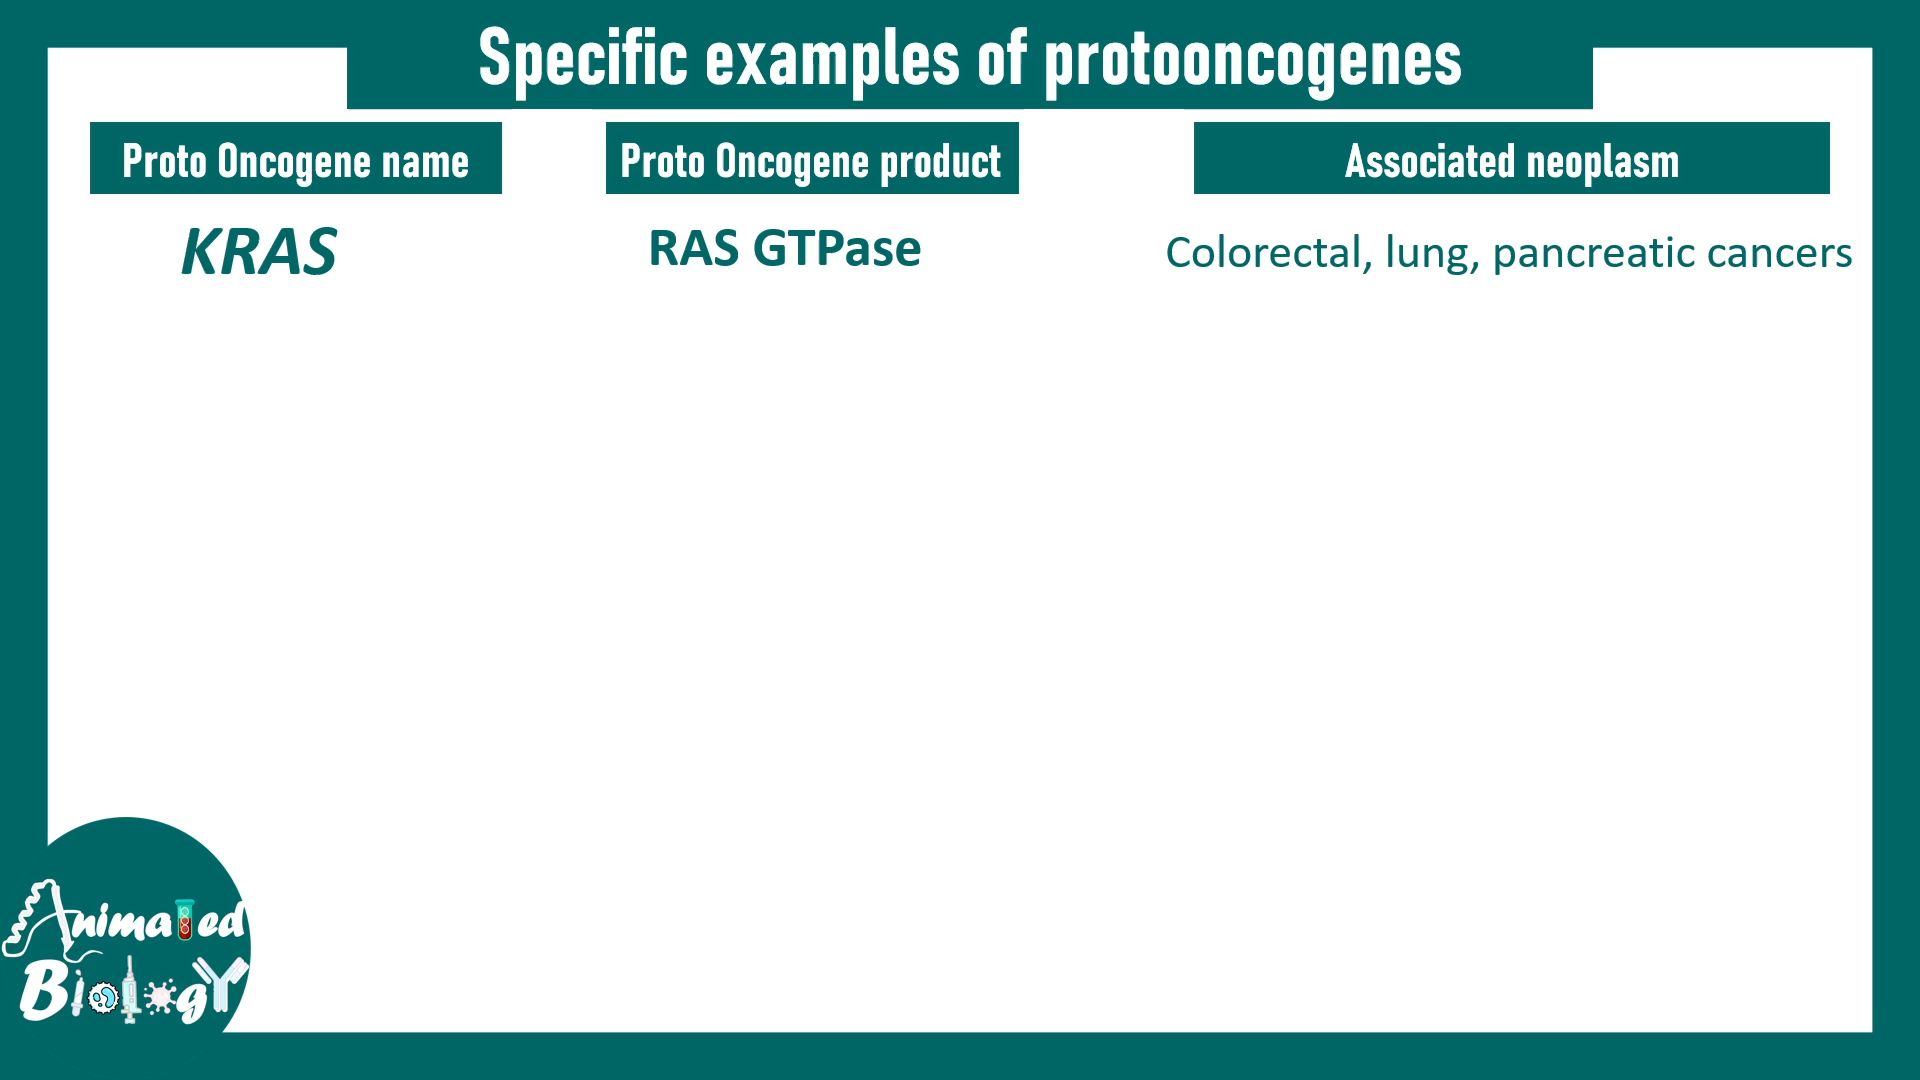 Specific examples of protooncogenes
Proto Oncogene name
Proto Oncogene product
Associated neoplasm
KRAS
RAS GTPase
Colorectal, lung, pancreatic cancers
Animated
Biology